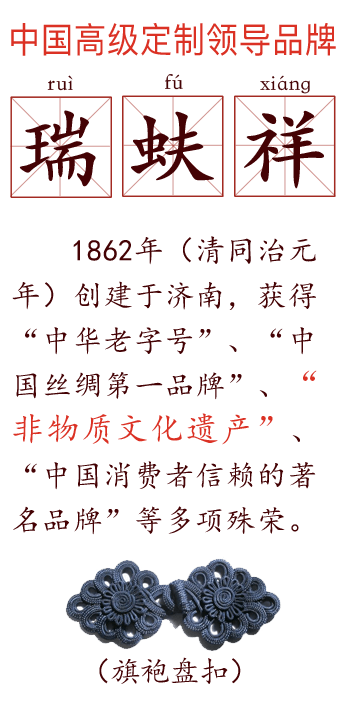 中国高级定制领导品牌
ruì fú xiáng
瑞蚨祥
1862年（清同治元
年）创建于济南，获得
“中华老字号”、“中
国丝绸第一品牌”、“
非物质文化遗产”、
“中国消费者信赖的著
名品牌”等多项殊荣。
（旗袍盘扣）